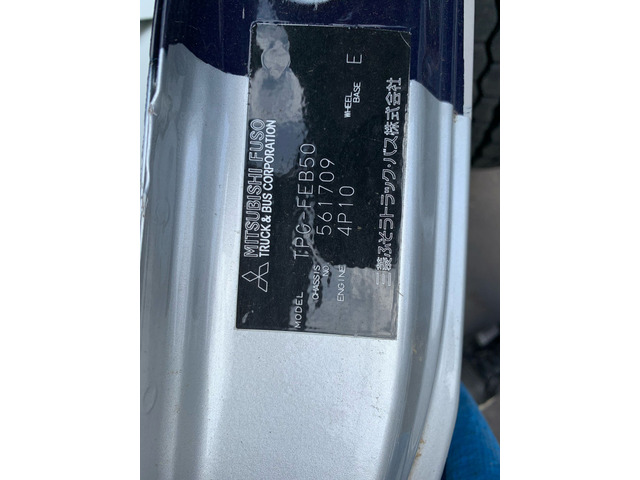 MITSUBISHI FUSO
TRUCK & BUS CORPORATION
MODEL TPG-FEB50
CHASSIS NO. 561709
ENGINE 4P10 WHEEL BASE E
三菱ふそうトラック・バス株式会社